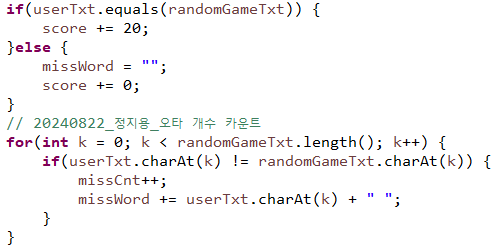 if(userTxt.equals(randomGameTxt)) {
    score += 20;
}else {
    missWord = "";
    score += 0;
}
// 20240822_정지용_오타 개수 카운트
for(int k = 0; k < randomGameTxt.length(); k++) {
    if(userTxt.charAt(k) != randomGameTxt.charAt(k)) {
        missCnt++;
        missWord += userTxt.charAt(k) + " ";
    }
}